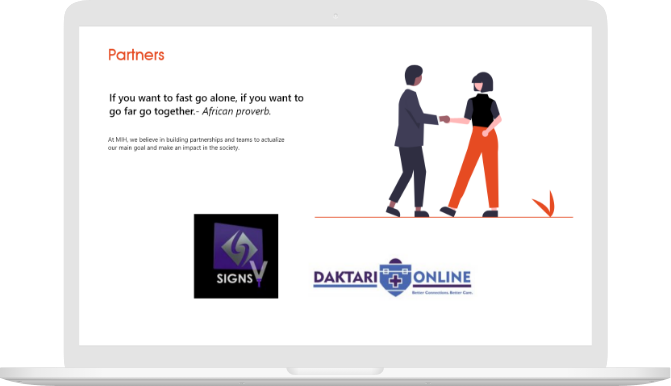 Partners
If you want to fast go alone, if you want to
go far go together.- African proverb.
At MIH, we believe in building partnerships and teams to actualize
our main goal and make an impact in the society.
SIGNS
DAKTARI ONLINE
Better Connections. Better Care.